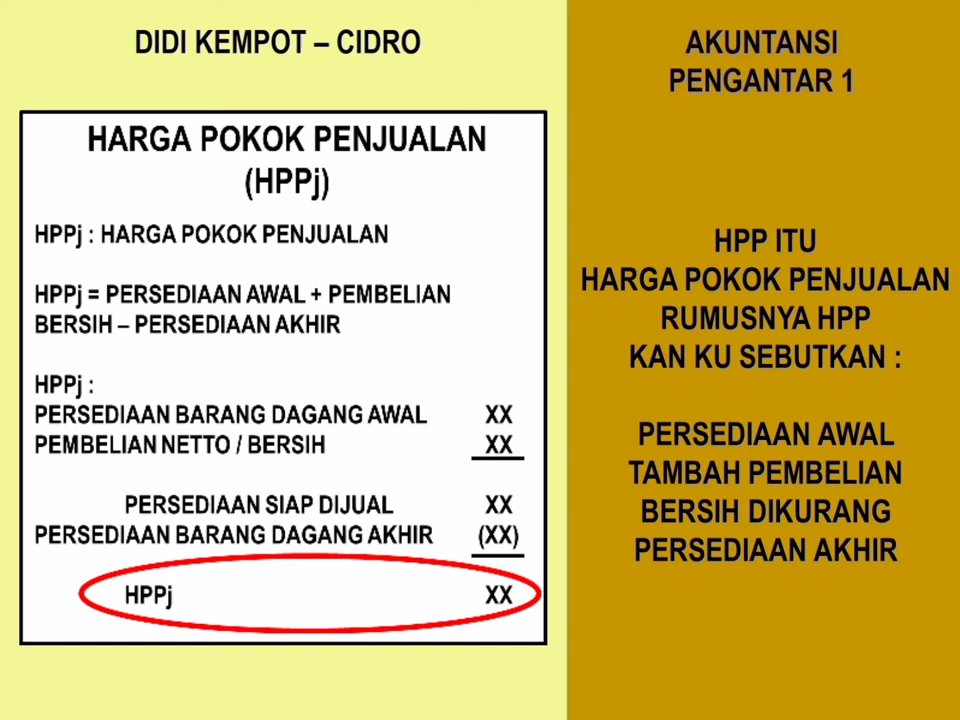 DIDI KEMPOT – CIDRO
HARGA POKOK PENJUALAN
(HPPj)
HPPj : HARGA POKOK PENJUALAN
HPPj = PERSEDIAAN AWAL + PEMBELIAN
BERSIH – PERSEDIAAN AKHIR
HPPj :
PERSEDIAAN BARANG DAGANG AWAL XX
PEMBELIAN NETTO / BERSIH XX
PERSEDIAAN SIAP DIJUAL XX
PERSEDIAAN BARANG DAGANG AKHIR (XX)
HPPj XX
AKUNTANSI
PENGANTAR 1
HPP ITU
HARGA POKOK PENJUALAN
RUMUSNYA HPP
KAN KU SEBUTKAN :
PERSEDIAAN AWAL
TAMBAH PEMBELIAN
BERSIH DIKURANG
PERSEDIAAN AKHIR